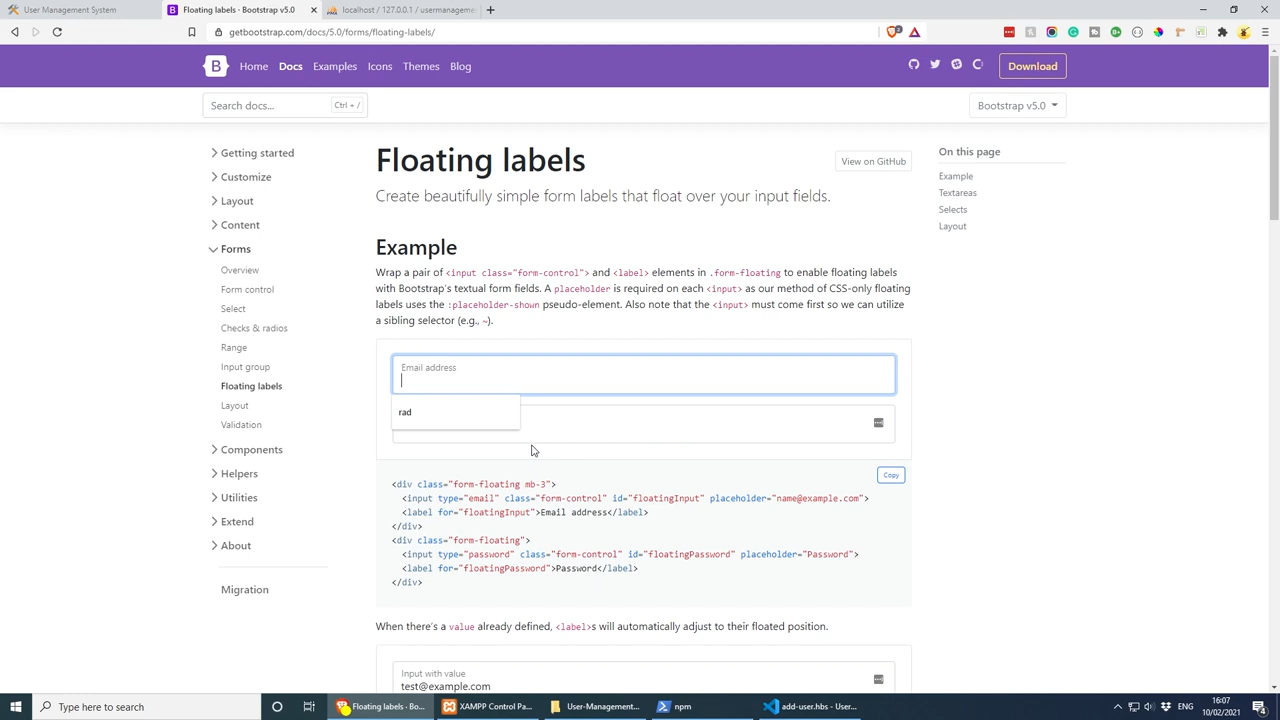 User Management System
Floating labels · Bootstrap v5.0
localhost / 127.0.0.1 / usermanageme
getbootstrap.com/docs/5.0/forms/floating-labels/
B Home Docs Examples Icons Themes Blog Download
Search docs... Ctrl + /
Bootstrap v5.0
Getting started
Customize
Layout
Content
Forms
Overview
Form control
Select
Checks & radios
Range
Input group
Floating labels
Layout
Validation
Components
Helpers
Utilities
Extend
About
Migration
Floating labels
View on GitHub
Create beautifully simple form labels that float over your input fields.
Example
Wrap a pair of <input class="form-control"> and <label> elements in .form-floating to enable floating labels
with Bootstrap's textual form fields. A placeholder is required on each <input> as our method of CSS-only floating
labels uses the :placeholder-shown pseudo-element. Also note that the <input> must come first so we can utilize
a sibling selector (e.g., ~).
Email address
rad
Copy
<div class="form-floating mb-3">
<input type="email" class="form-control" id="floatingInput" placeholder="name@example.com">
<label for="floatingInput">Email address</label>
</div>
<div class="form-floating">
<input type="password" class="form-control" id="floatingPassword" placeholder="Password">
<label for="floatingPassword">Password</label>
</div>
When there's a value already defined, <label>s will automatically adjust to their floated position.
Input with value
test@example.com
On this page
Example
Textareas
Selects
Layout
Type here to search
Floating labels - Bo...
XAMPP Control Pa...
User-Management...
npm
add-user.hbs - User...
ENG
16:07
10/02/2021